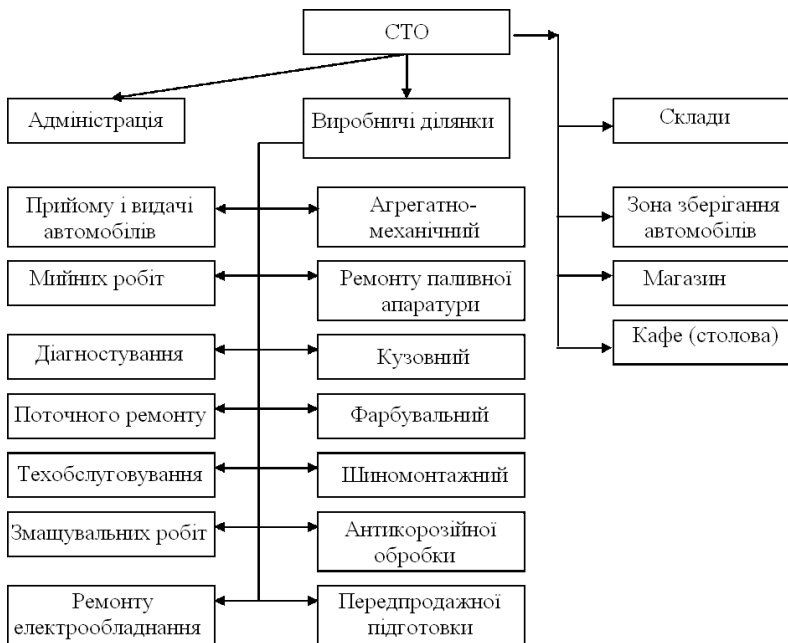 СТО
Адміністрація
Виробничі ділянки
Склади
Прийому і видачі
автомобілів
Агрегатно-
механічний
Зона зберігання
автомобілів
Мийних робіт
Ремонту паливної
апаратури
Магазин
Діагностування
Кузовний
Кафе (столова)
Поточного ремонту
Фарбувальний
Техобслуговування
Шиномонтажний
Змащувальних робіт
Антикорозійної
обробки
Ремонту
електрообладнання
Передпродажної
підготовки